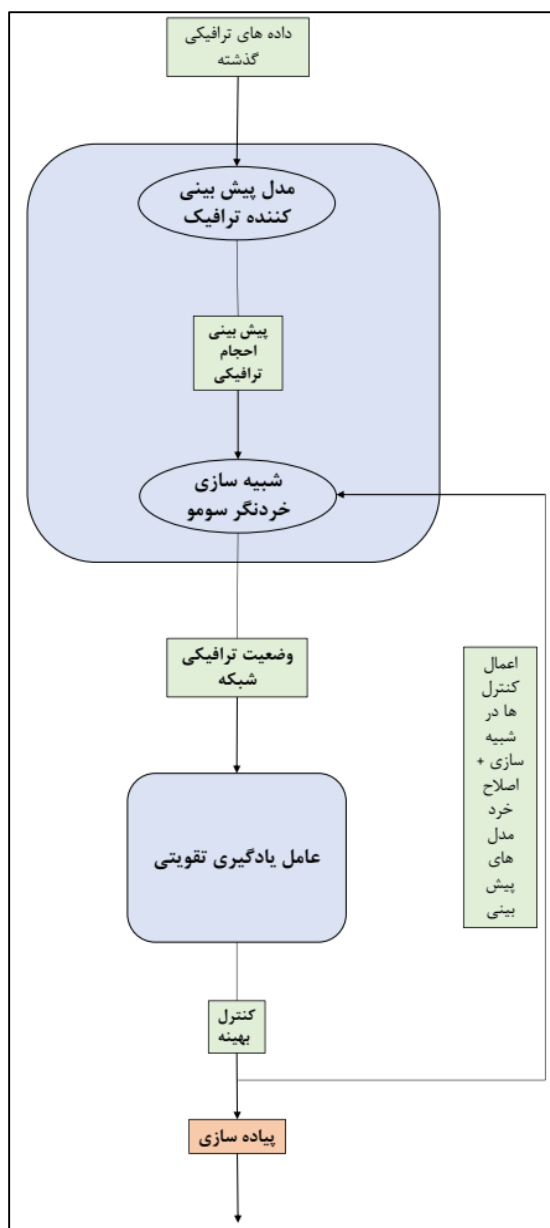 داده های ترافیکی
گذشته
مدل پیش بینی
کننده ترافیک
پیش بینی
احجام
ترافیکی
شبیه سازی
خردنگر سومو
وضعیت ترافیکی
شبکه
اعمال
کنترل
ها در
شبیه
سازی +
اصلاح
خرد
مدل
های
پیش
بینی
عامل یادگیری تقویتی
کنترل
بهینه
پیاده سازی